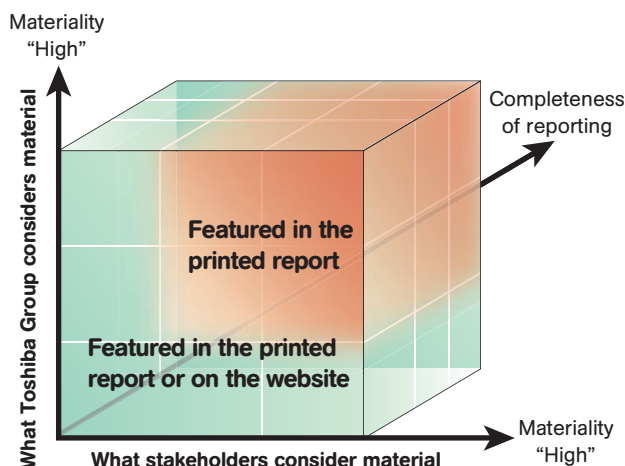 Materiality
“High”
What Toshiba Group considers material
Completeness
of reporting
Featured in the
printed report
Featured in the printed
report or on the website
Materiality
“High”
What stakeholders consider material